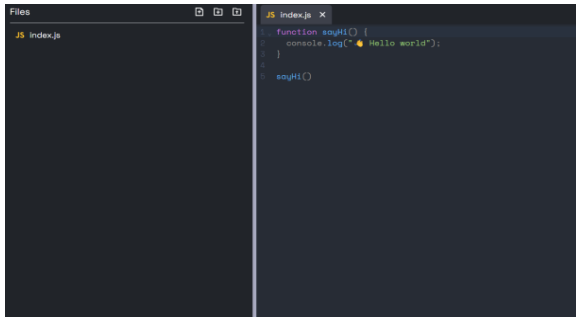 Files
JS index.js
JS index.js X
1 function sayHi() {
2 console.log("👋 Hello world");
3 }
4
5 sayHi()